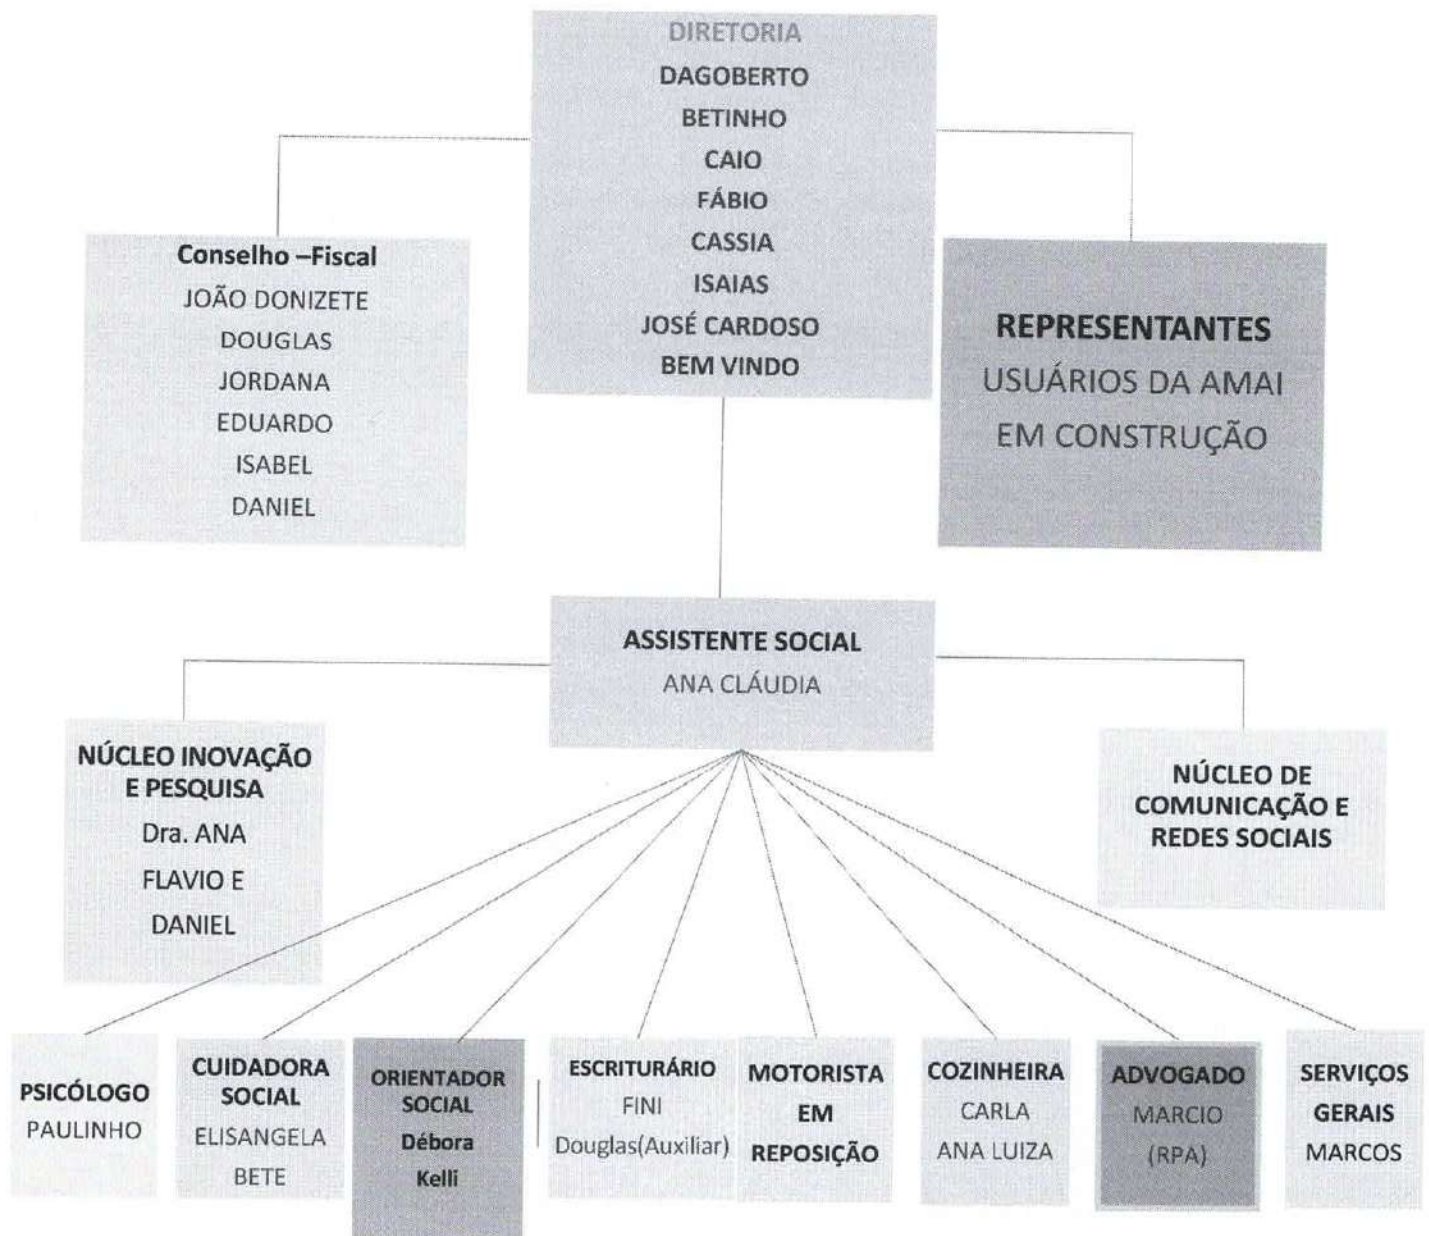 DIRETORIA
DAGOBERTO
BETINHO
CAIO
FÁBIO
CASSIA
ISAIAS
JOSÉ CARDOSO
BEM VINDO
Conselho –Fiscal
JOÃO DONIZETE
DOUGLAS
JORDANA
EDUARDO
ISABEL
DANIEL
REPRESENTANTES
USUÁRIOS DA AMAI
EM CONSTRUÇÃO
ASSISTENTE SOCIAL
ANA CLÁUDIA
NÚCLEO INOVAÇÃO
E PESQUISA
Dra. ANA
FLAVIO E
DANIEL
NÚCLEO DE
COMUNICAÇÃO E
REDES SOCIAIS
PSICÓLOGO
PAULINHO
CUIDADORA
SOCIAL
ELISANGELA
BETE
ORIENTADOR
SOCIAL
Débora
Kelli
ESCRITURÁRIO
FINI
Douglas(Auxiliar)
MOTORISTA
EM
REPOSIÇÃO
COZINHEIRA
CARLA
ANA LUIZA
ADVOGADO
MARCIO
(RPA)
SERVIÇOS
GERAIS
MARCOS